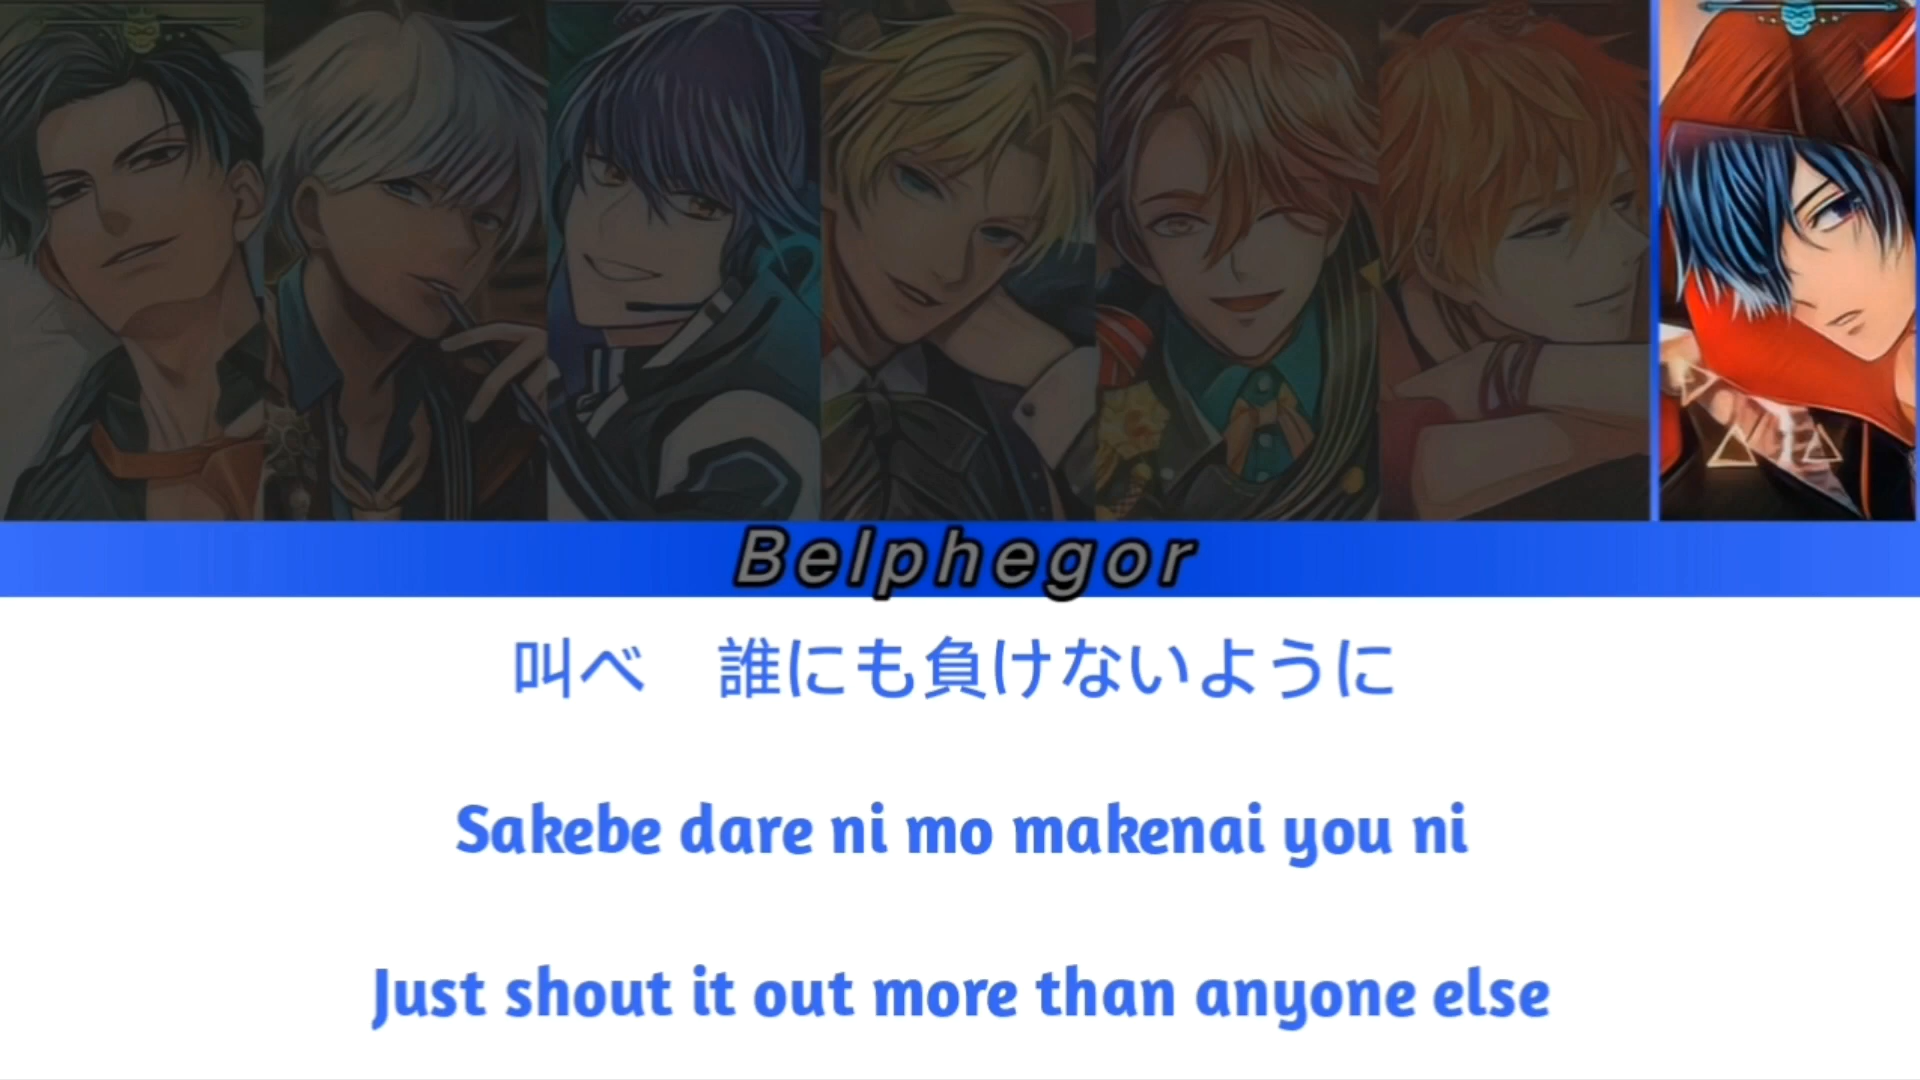 Belphegor
叫べ　誰にも負けないように
Sakebe dare ni mo makenai you ni
Just shout it out more than anyone else